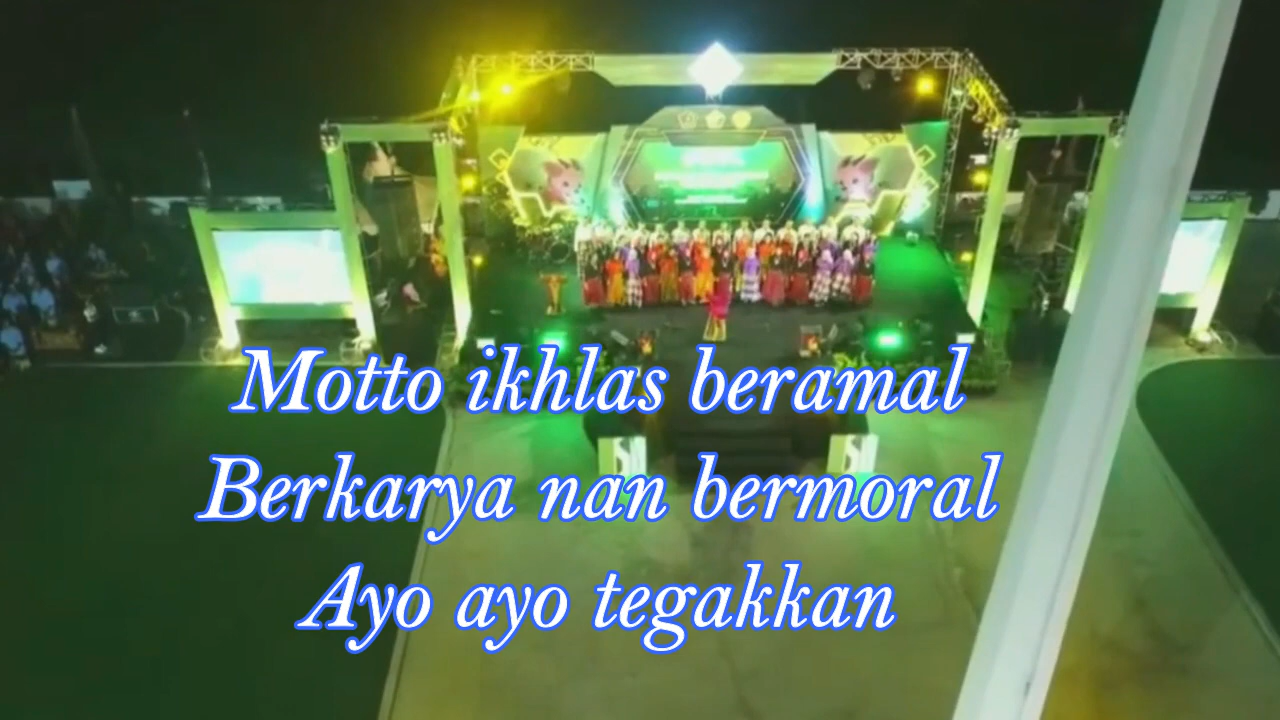 Motto ikhlas beramal
Berkarya nan bermoral
Ayo ayo tegakkan